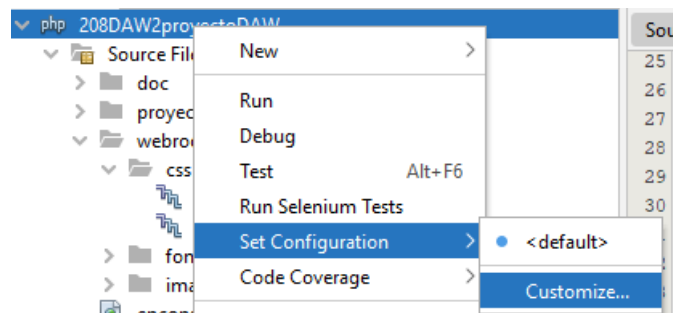 php 208DAW2proyectoDAW
Sou
Source File
doc
proyec
webroo
css
fon
ima
New
Run
Debug
Test Alt+F6
Run Selenium Tests
Set Configuration
Code Coverage
<default>
Customize...
25
26
27
28
29
30